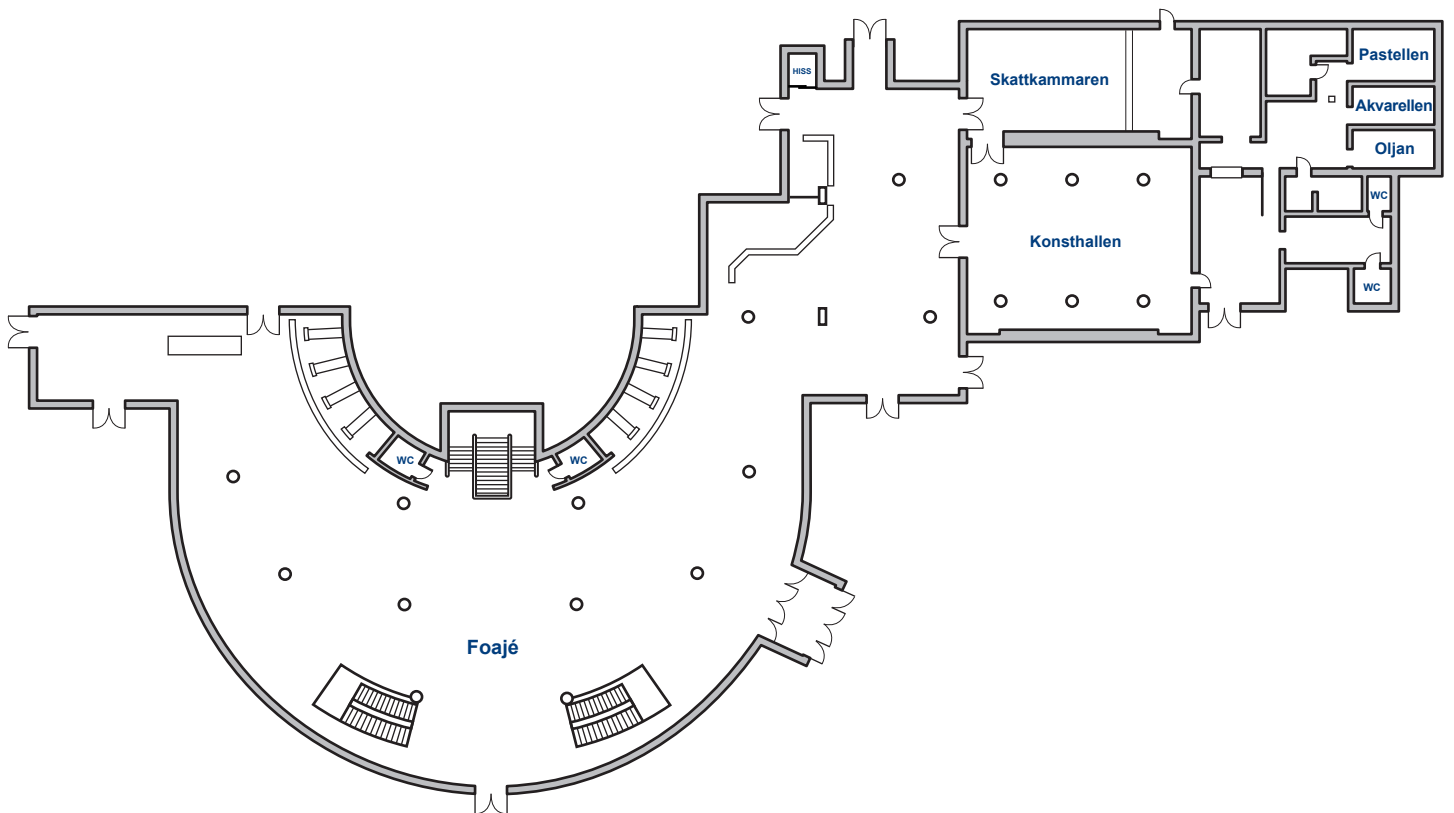 Pastellen
HISS
Skattkammaren
Akvarellen
Oljan
WC
Konsthallen
WC
WC
WC
Foajé